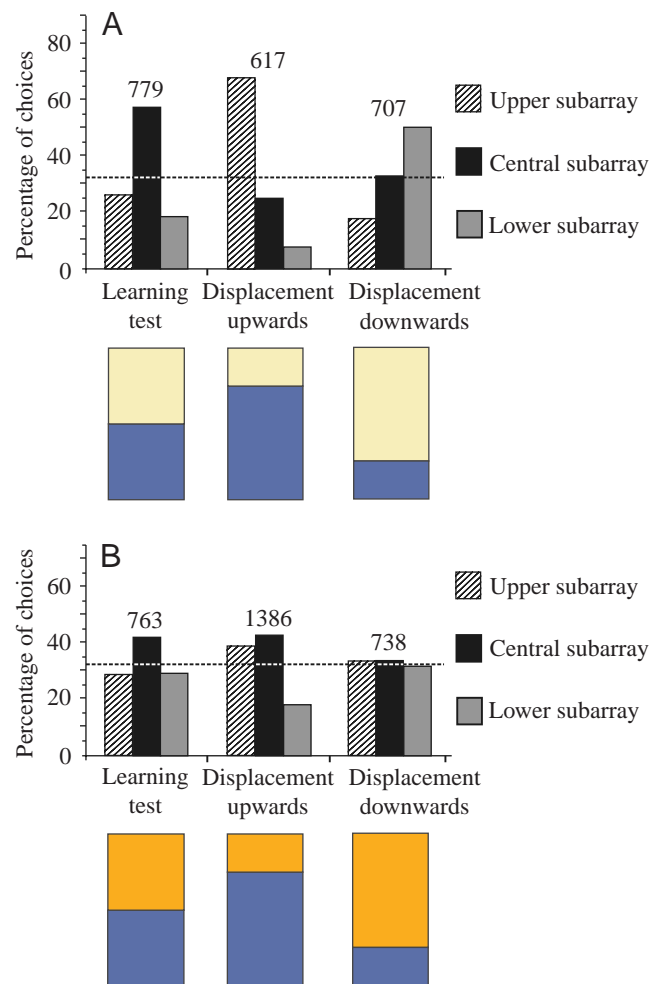 A
Percentage of choices
80
60
40
20
0
779
617
707
Upper subarray
Central subarray
Lower subarray
Learning
test
Displacement
upwards
Displacement
downwards
B
Percentage of choices
60
40
20
0
763
1386
738
Upper subarray
Central subarray
Lower subarray
Learning
test
Displacement
upwards
Displacement
downwards